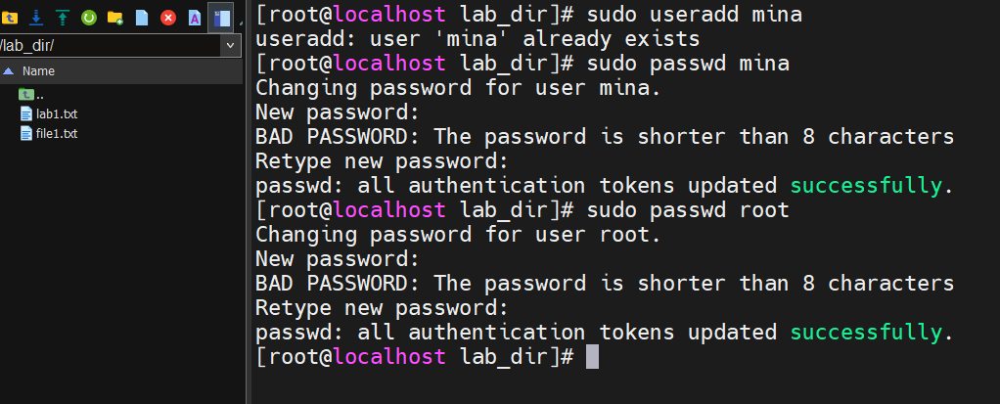 /lab_dir/
Name
..
lab1.txt
file1.txt
[root@localhost lab_dir]# sudo useradd mina
useradd: user 'mina' already exists
[root@localhost lab_dir]# sudo passwd mina
Changing password for user mina.
New password:
BAD PASSWORD: The password is shorter than 8 characters
Retype new password:
passwd: all authentication tokens updated successfully.
[root@localhost lab_dir]# sudo passwd root
Changing password for user root.
New password:
BAD PASSWORD: The password is shorter than 8 characters
Retype new password:
passwd: all authentication tokens updated successfully.
[root@localhost lab_dir]#